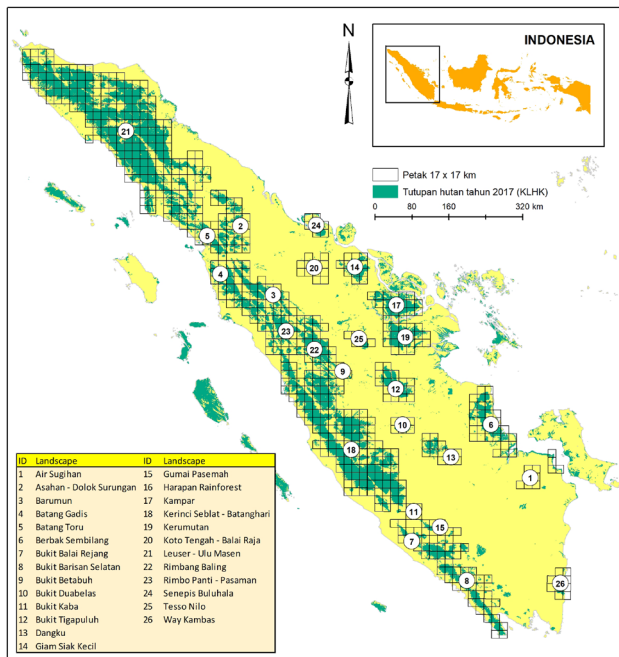 N
INDONESIA
Petak 17 x 17 km
Tutupan hutan tahun 2017 (KLHK)
0 40 80 160 240 320 km
21
24
2
5
20
14
4
3
17
23
25
19
22
9
12
10
6
18
16
13
1
11
15
7
8
26
ID Landscape ID Landscape
1 Air Sugihan 15 Gumai Pasemah
2 Asahan - Dolok Surungan 16 Harapan Rainforest
3 Barumun 17 Kampar
4 Batang Gadis 18 Kerinci Seblat - Batanghari
5 Batang Toru 19 Kerumutan
6 Berbak Sembilang 20 Koto Tengah - Balai Raja
7 Bukit Balai Rejang 21 Leuser - Ulu Masen
8 Bukit Barisan Selatan 22 Rimbang Baling
9 Bukit Betabuh 23 Rimbo Panti - Pasaman
10 Bukit Duabelas 24 Senepis Buluhala
11 Bukit Kaba 25 Tesso Nilo
12 Bukit Tigapuluh 26 Way Kambas
13 Dangku
14 Giam Siak Kecil